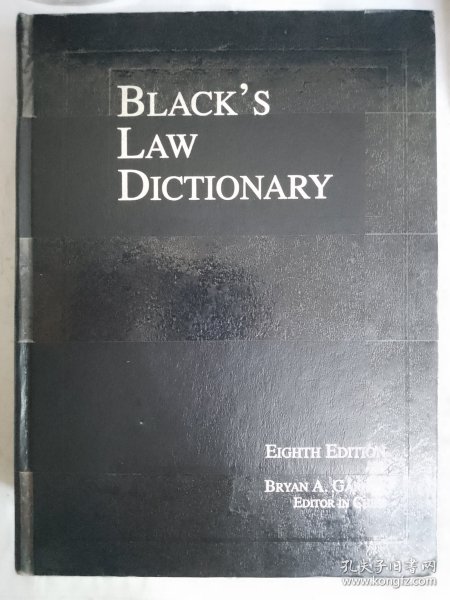 BLACK'S
LAW
DICTIONARY
EIGHTH EDITION
BRYAN A.
EDITOR IN
孔夫子旧书网
www.kongfz.com